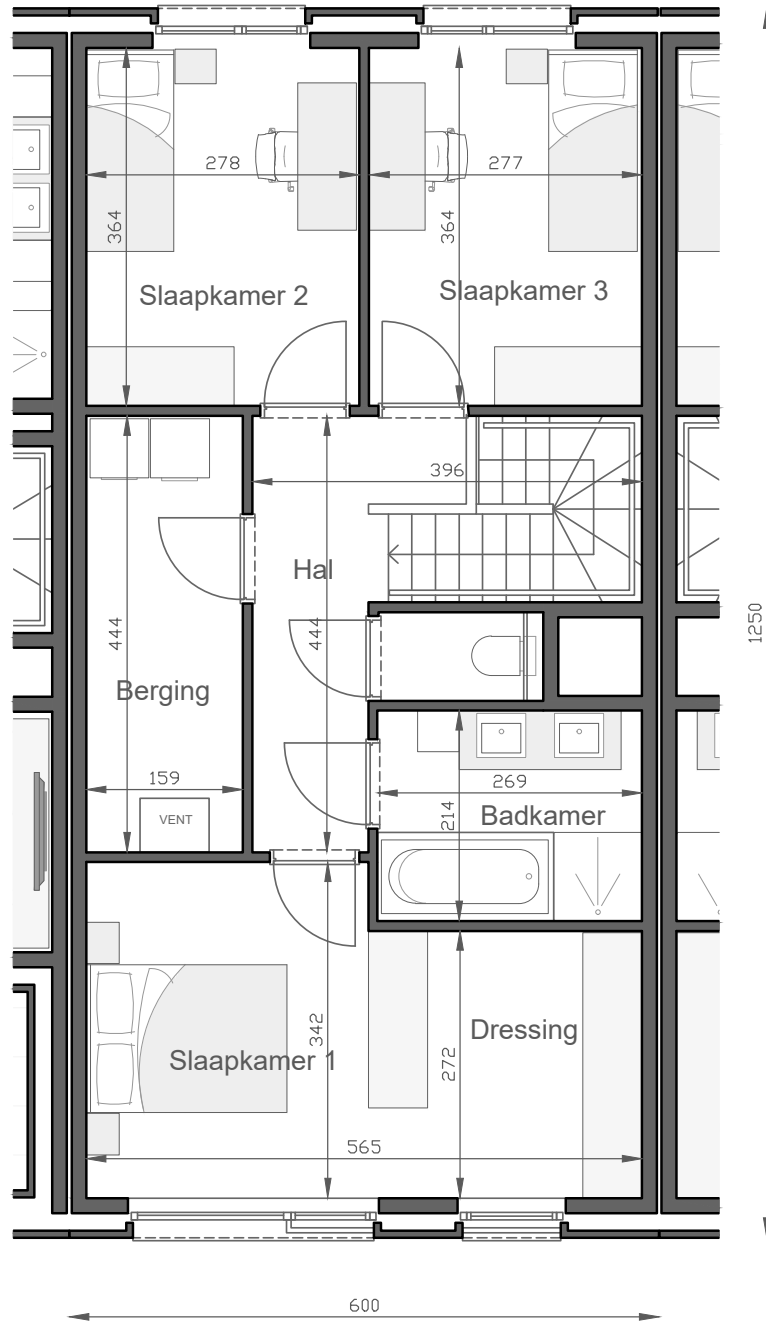 278
277
364
364
Slaapkamer 2
Slaapkamer 3
396
Hal
444
444
1250
Berging
159
269
214
Badkamer
VENT
342
272
Dressing
Slaapkamer 1
565
600